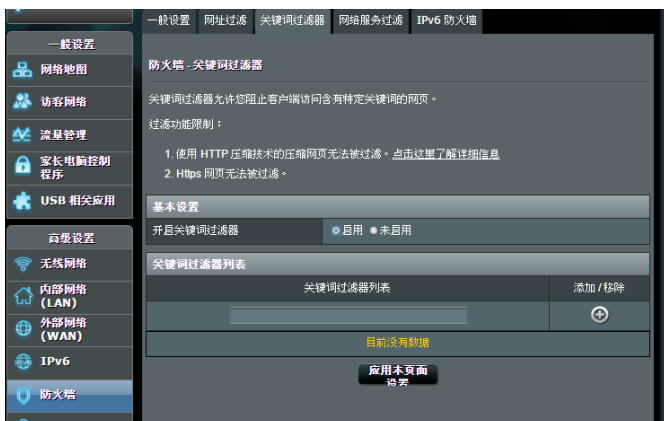 一般设置 网址过滤 关键词过滤器 网络服务过滤 IPv6 防火墙
一般设置
网络地图
访客网络
流量管理
家长电脑控制
程序
USB 相关应用
高级设置
无线网络
内部网络
(LAN)
外部网络
(WAN)
IPv6
防火墙
防火墙 - 关键词过滤器
关键词过滤器允许您阻止客户端访问含有特定关键词的网页。
过滤功能限制：
1. 使用 HTTP 压缩技术的压缩网页无法被过滤。点击这里了解详细信息
2. Https 网页无法被过滤。
基本设置
开启关键词过滤器 启用 未启用
关键词过滤器列表
关键词过滤器列表 添加 / 移除
目前没有数据
应用本页面
设置